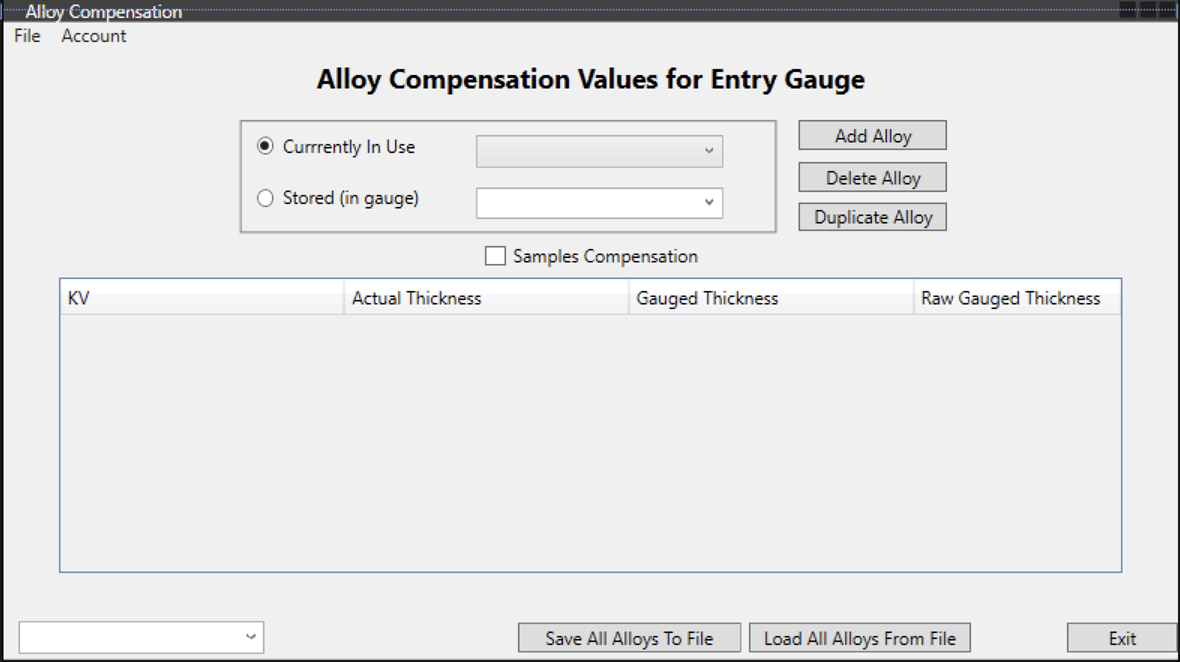 Alloy Compensation
File Account
Alloy Compensation Values for Entry Gauge
Currrently In Use
Add Alloy
Stored (in gauge)
Delete Alloy
Duplicate Alloy
Samples Compensation
KV Actual Thickness Gauged Thickness Raw Gauged Thickness
Save All Alloys To File Load All Alloys From File Exit